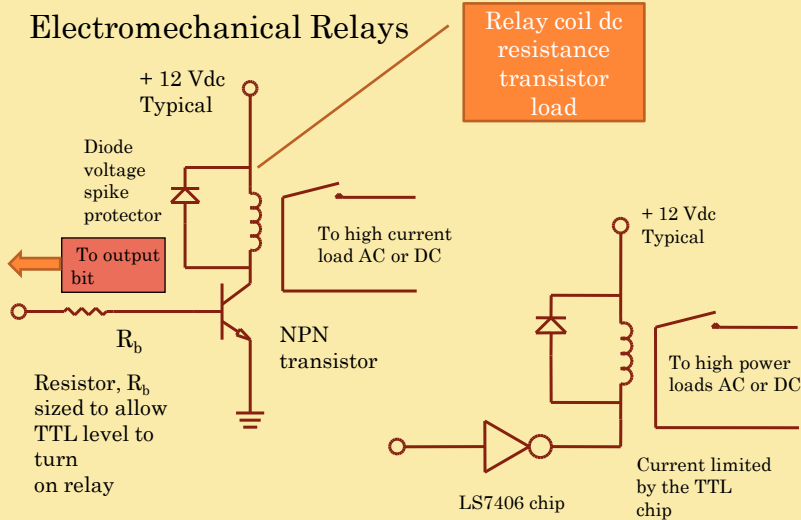 Electromechanical Relays
Relay coil dc
resistance
transistor
load
+ 12 Vdc
Typical
Diode
voltage
spike
protector
To high current
load AC or DC
To output
bit
R_b
NPN
transistor
Resistor, R_b
sized to allow
TTL level to
turn
on relay
+ 12 Vdc
Typical
To high power
loads AC or DC
LS7406 chip
Current limited
by the TTL
chip